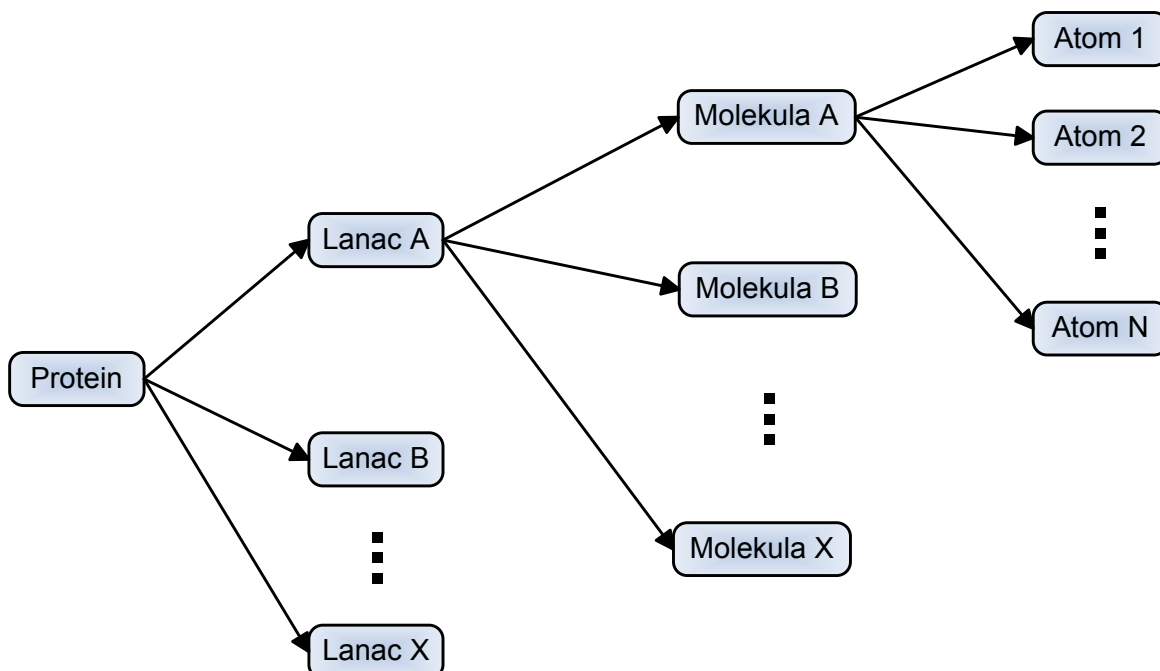 Protein
Lanac A
Lanac B
Lanac X
Molekula A
Molekula B
Molekula X
Atom 1
Atom 2
Atom N